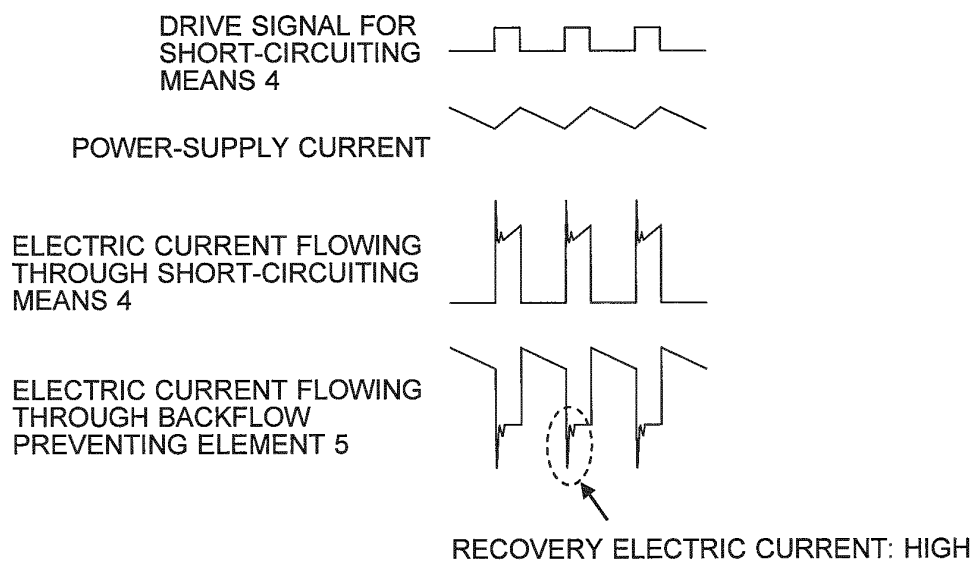 DRIVE SIGNAL FOR
SHORT-CIRCUITING
MEANS 4
POWER-SUPPLY CURRENT
ELECTRIC CURRENT FLOWING
THROUGH SHORT-CIRCUITING
MEANS 4
ELECTRIC CURRENT FLOWING
THROUGH BACKFLOW
PREVENTING ELEMENT 5
RECOVERY ELECTRIC CURRENT: HIGH